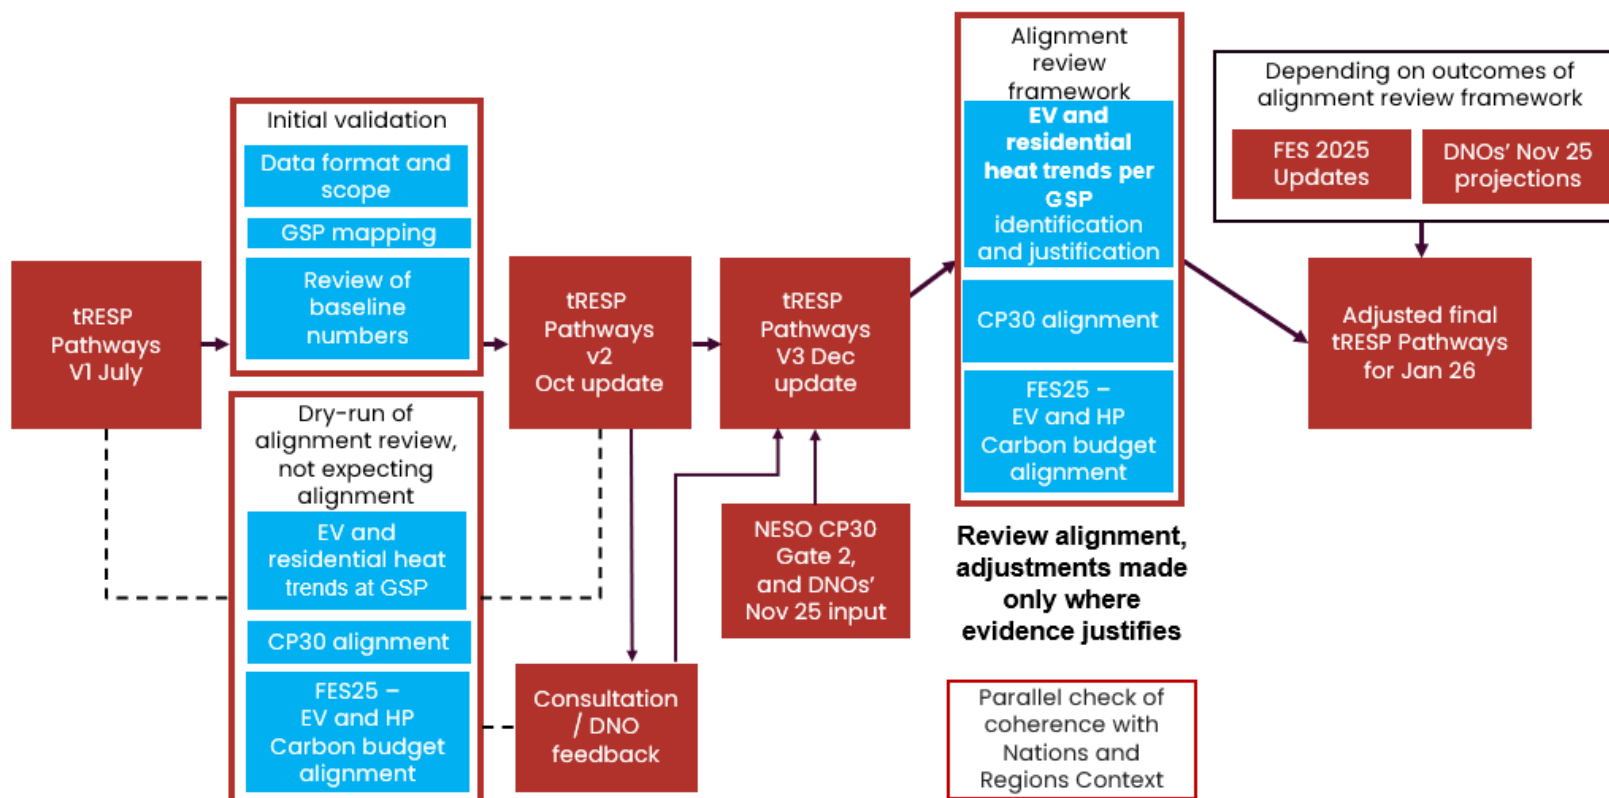 tRESP
Pathways
V1 July
Initial validation
Data format and
scope
GSP mapping
Review of
baseline
numbers
Dry-run of
alignment review,
not expecting
alignment
EV and
residential heat
trends at GSP
CP30 alignment
FES25 –
EV and HP
Carbon budget
alignment
tRESP
Pathways
v2
Oct update
Consultation
/ DNO
feedback
tRESP
Pathways
V3 Dec
update
NESO CP30
Gate 2,
and DNOs’
Nov 25 input
Alignment
review
framework
EV and
residential
heat trends per
GSP
identification
and justification
CP30 alignment
FES25 –
EV and HP
Carbon budget
alignment
Review alignment,
adjustments made
only where
evidence justifies
Parallel check of
coherence with
Nations and
Regions Context
Depending on outcomes of
alignment review framework
FES 2025
Updates
DNOs’ Nov 25
projections
Adjusted final
tRESP Pathways
for Jan 26